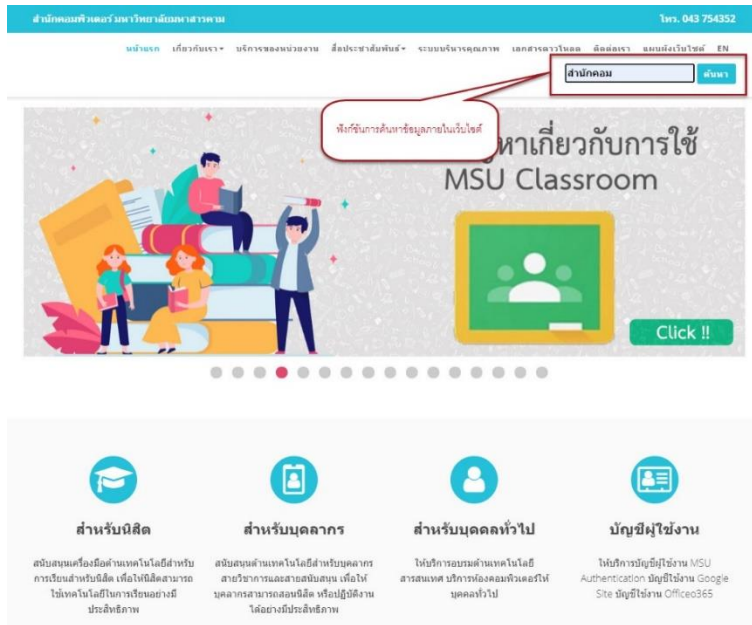 สำนักคอมพิวเตอร์ มหาวิทยาลัยมหาสารคาม
โทร. 043 754352
หน้าแรก เกี่ยวกับเรา บริการของหน่วยงาน สื่อประชาสัมพันธ์ ระบบบริหารคุณภาพ เอกสารดาวโหลด ติดต่อเรา แผนผังเว็บไซต์ EN
สำนักคอม
ค้นหา
ฟังก์ชันการค้นหาข้อมูลภายในเว็บไซต์
หาเกี่ยวกับการใช้
MSU Classroom
Click !!
สำหรับนิสิต
สนับสนุนเครื่องมือด้านเทคโนโลยีสำหรับ
การเรียนสำหรับนิสิต เพื่อให้นิสิตสามารถ
ใช้เทคโนโลยีในการเรียนอย่างมี
ประสิทธิภาพ
สำหรับบุคลากร
สนับสนุนด้านเทคโนโลยีสำหรับบุคลากร
สายวิชาการและสายสนับสนุน เพื่อให้
บุคลากรสามารถสอนนิสิต หรือปฏิบัติงาน
ได้อย่างมีประสิทธิภาพ
สำหรับบุคคลทั่วไป
ให้บริการอบรมด้านเทคโนโลยี
สารสนเทศ บริการห้องคอมพิวเตอร์ให้
บุคคลทั่วไป
บัญชีผู้ใช้งาน
ให้บริการบัญชีผู้ใช้งาน MSU
Authentication บัญชีใช้งาน Google
Site บัญชีใช้งาน Officeo365